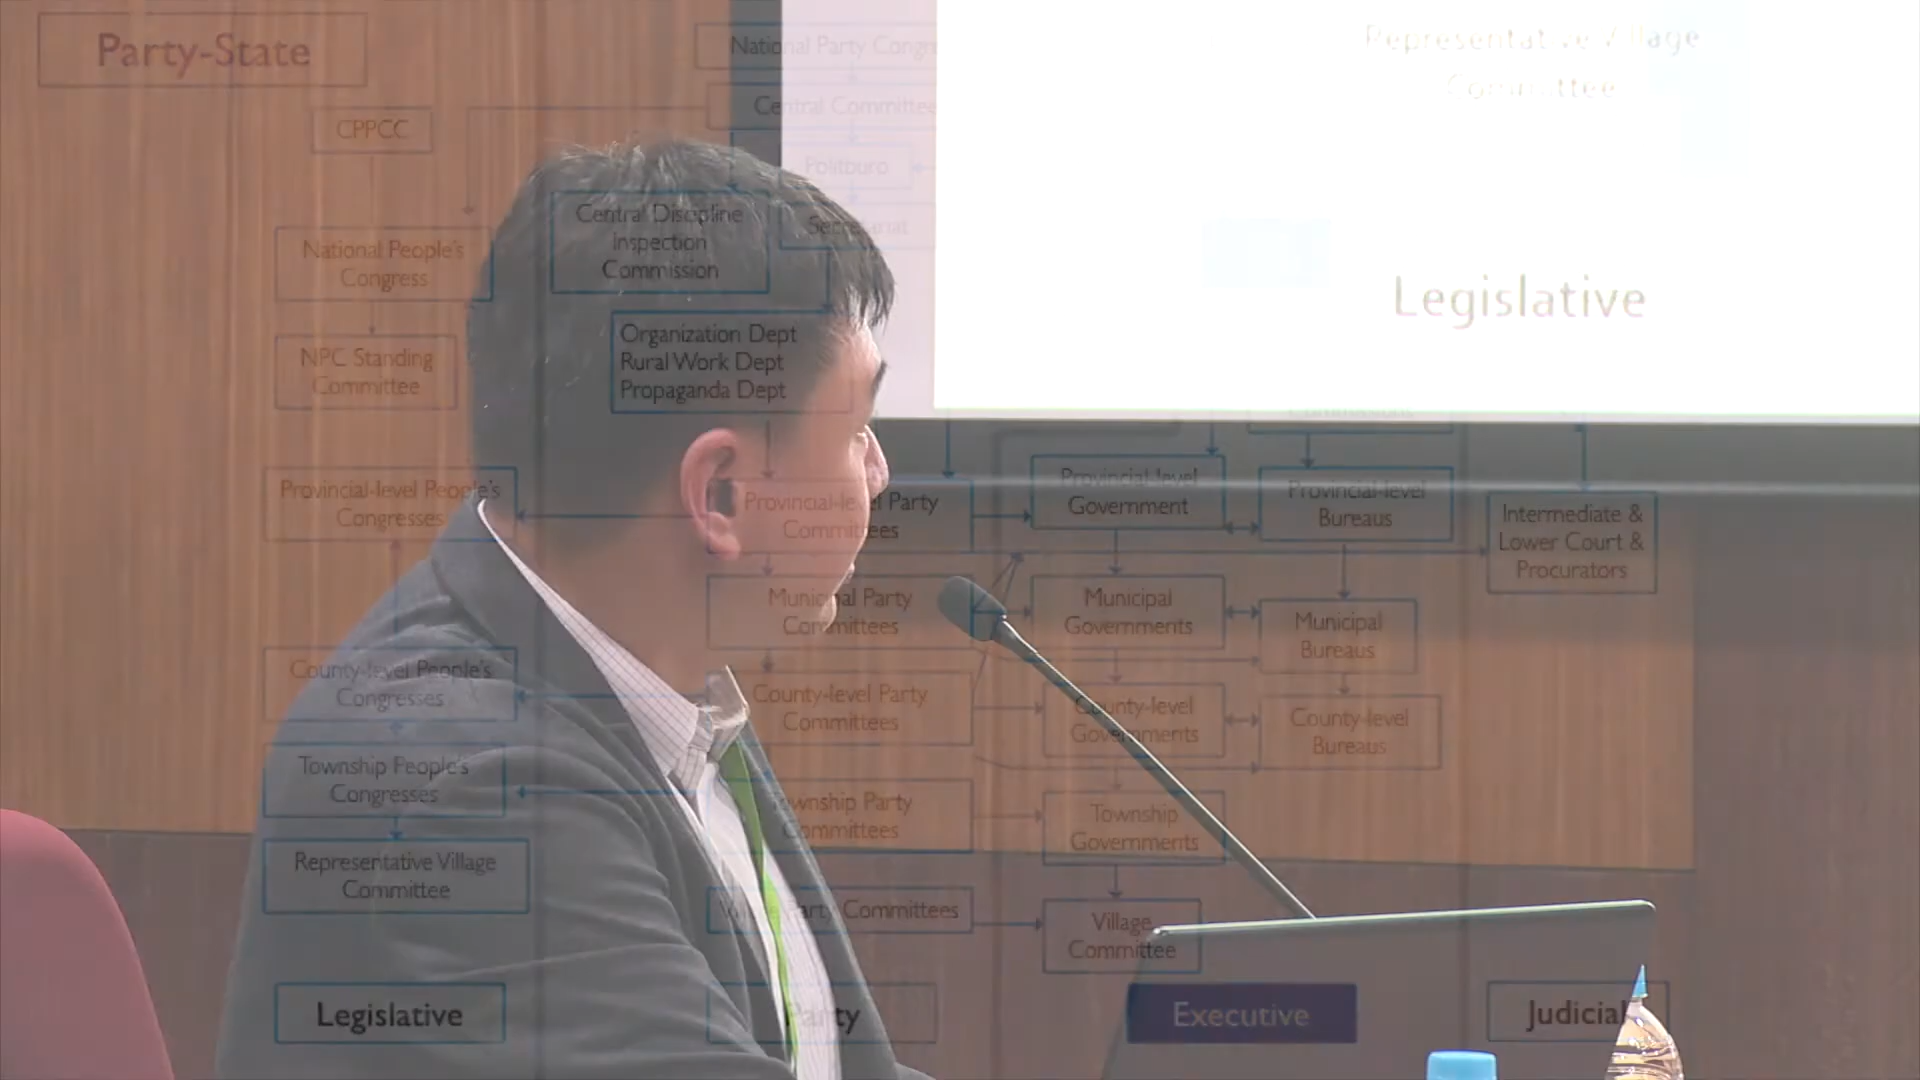 Party-State
National Party
Central Committee
CPPCC
Politburo
Secretariat
Central Discipline
Inspection
Commission
National People's
Congress
Organization Dept
Rural Work Dept
Propaganda Dept
NPC Standing
Committee
Representative Village
Committee
Legislative
Provincial-level People's
Congresses
Provincial-level Party
Committees
Provincial-level
Government
Provincial-level
Bureaus
Intermediate &
Lower Court &
Procurators
Municipal Party
Committees
Municipal
Governments
Municipal
Bureaus
County-level People's
Congresses
County-level Party
Committees
County-level
Governments
County-level
Bureaus
Township People's
Congresses
Township Party
Committees
Township
Governments
Representative Village
Committee
Village Party Committees
Village
Committee
Legislative
Party
Executive
Judicial